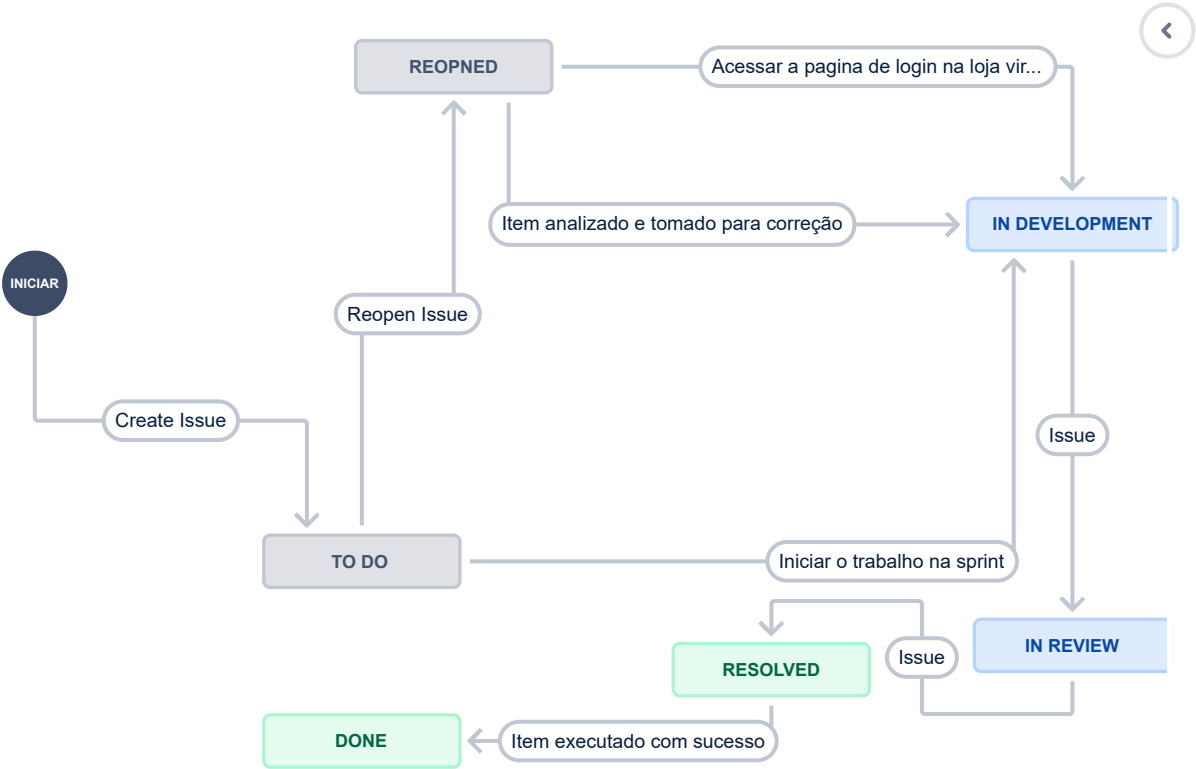 REOPNED
Acessar a pagina de login na loja vir...
Item analizado e tomado para correção
IN DEVELOPMENT
INICIAR
Reopen Issue
Create Issue
Issue
TO DO
Iniciar o trabalho na sprint
IN REVIEW
Issue
RESOLVED
Item executado com sucesso
DONE